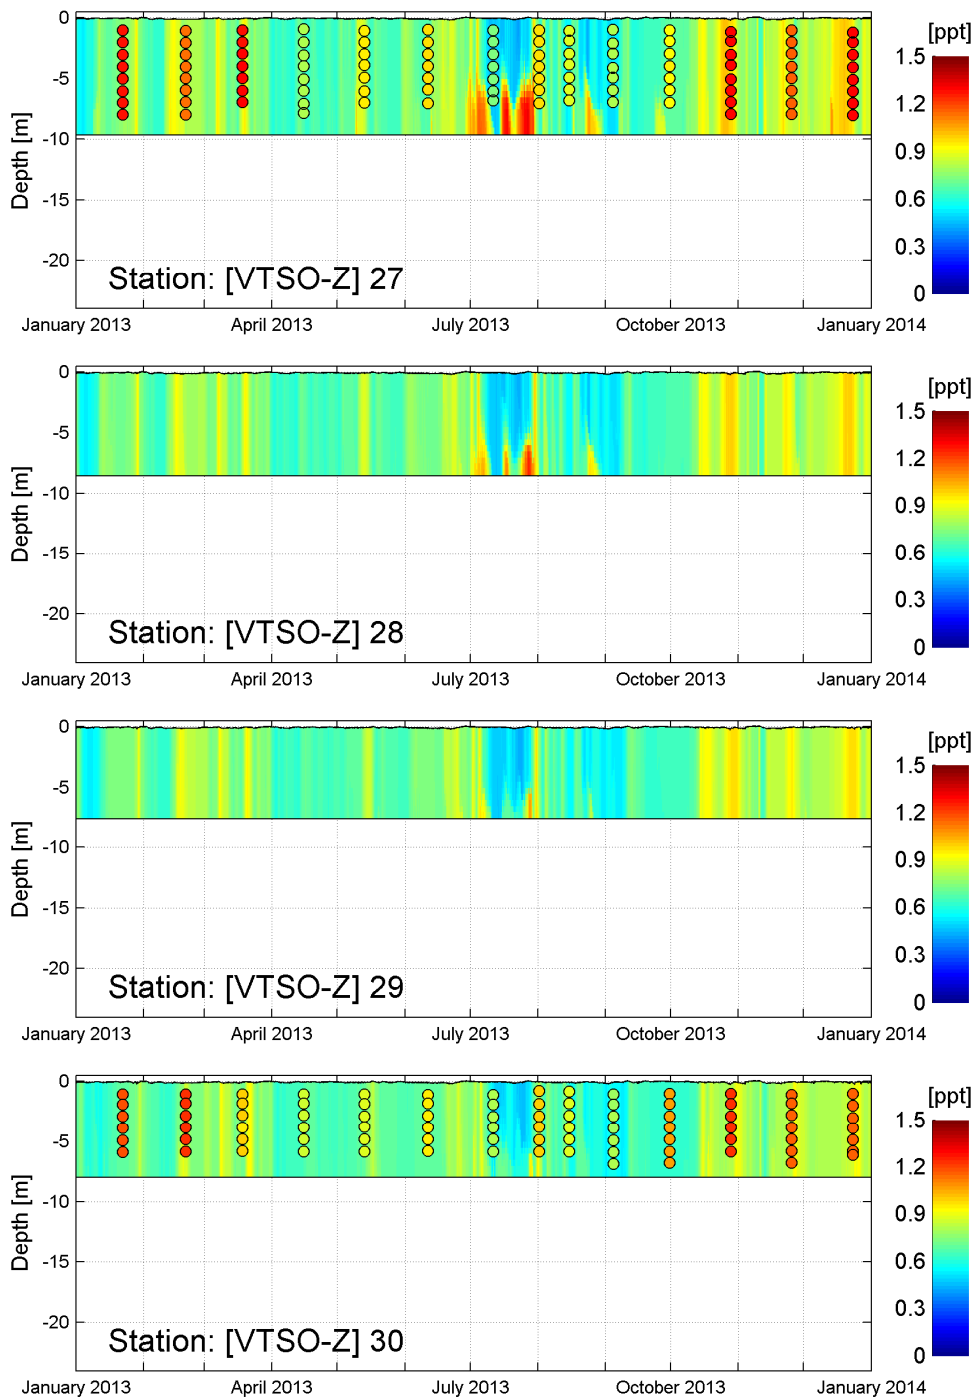 [ppt]
0
-5
-10
-15
-20
Depth [m]
Station: [VTSO-Z] 27
1.5
1.2
0.9
0.6
0.3
0
January 2013 April 2013 July 2013 October 2013 January 2014
[ppt]
0
-5
-10
-15
-20
Depth [m]
Station: [VTSO-Z] 28
1.5
1.2
0.9
0.6
0.3
0
January 2013 April 2013 July 2013 October 2013 January 2014
[ppt]
0
-5
-10
-15
-20
Depth [m]
Station: [VTSO-Z] 29
1.5
1.2
0.9
0.6
0.3
0
January 2013 April 2013 July 2013 October 2013 January 2014
[ppt]
0
-5
-10
-15
-20
Depth [m]
Station: [VTSO-Z] 30
1.5
1.2
0.9
0.6
0.3
0
January 2013 April 2013 July 2013 October 2013 January 2014